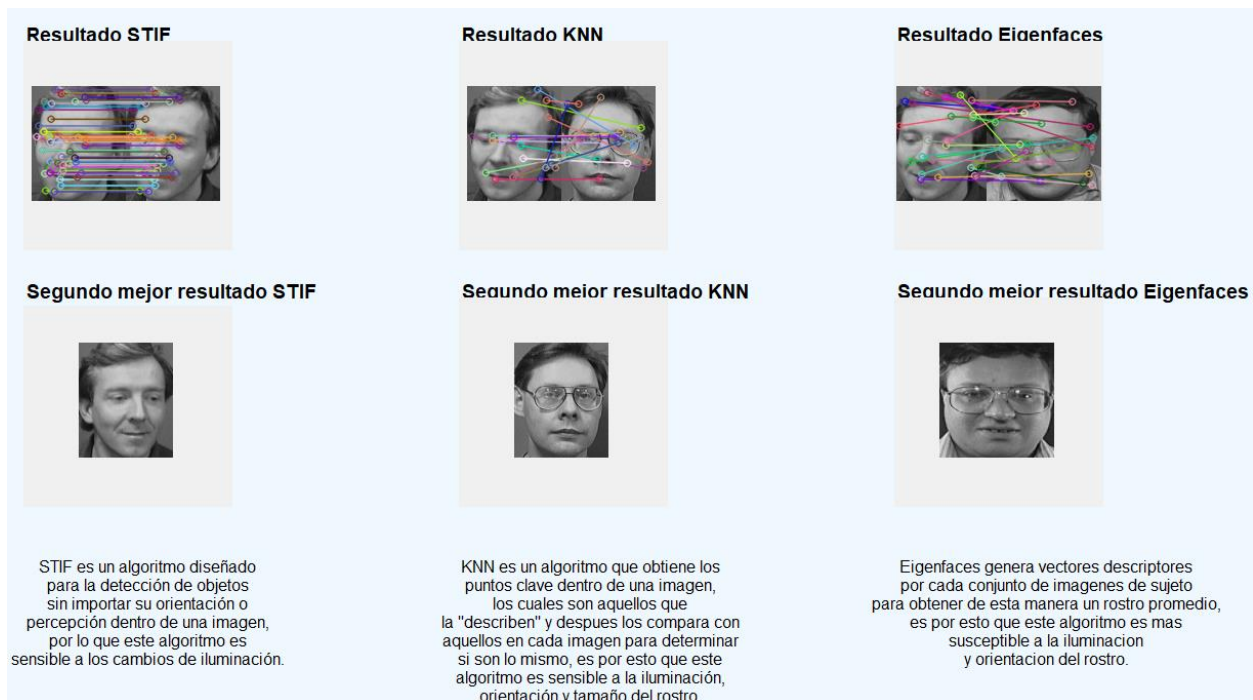 Resultado STIF
Resultado KNN
Resultado Eigenfaces
Segundo mejor resultado STIF
Segundo mejor resultado KNN
Segundo mejor resultado Eigenfaces
STIF es un algoritmo diseñado
para la detección de objetos
sin importar su orientación o
percepción dentro de una imagen,
por lo que este algoritmo es
sensible a los cambios de iluminación.
KNN es un algoritmo que obtiene los
puntos clave dentro de una imagen,
los cuales son aquellos que
la "describen" y despues los compara con
aquellos en cada imagen para determinar
si son lo mismo, es por esto que este
algoritmo es sensible a la iluminación,
orientación y tamaño del rostro
Eigenfaces genera vectores descriptores
por cada conjunto de imagenes de sujeto
para obtener de esta manera un rostro promedio,
es por esto que este algoritmo es mas
susceptible a la iluminacion
y orientacion del rostro.